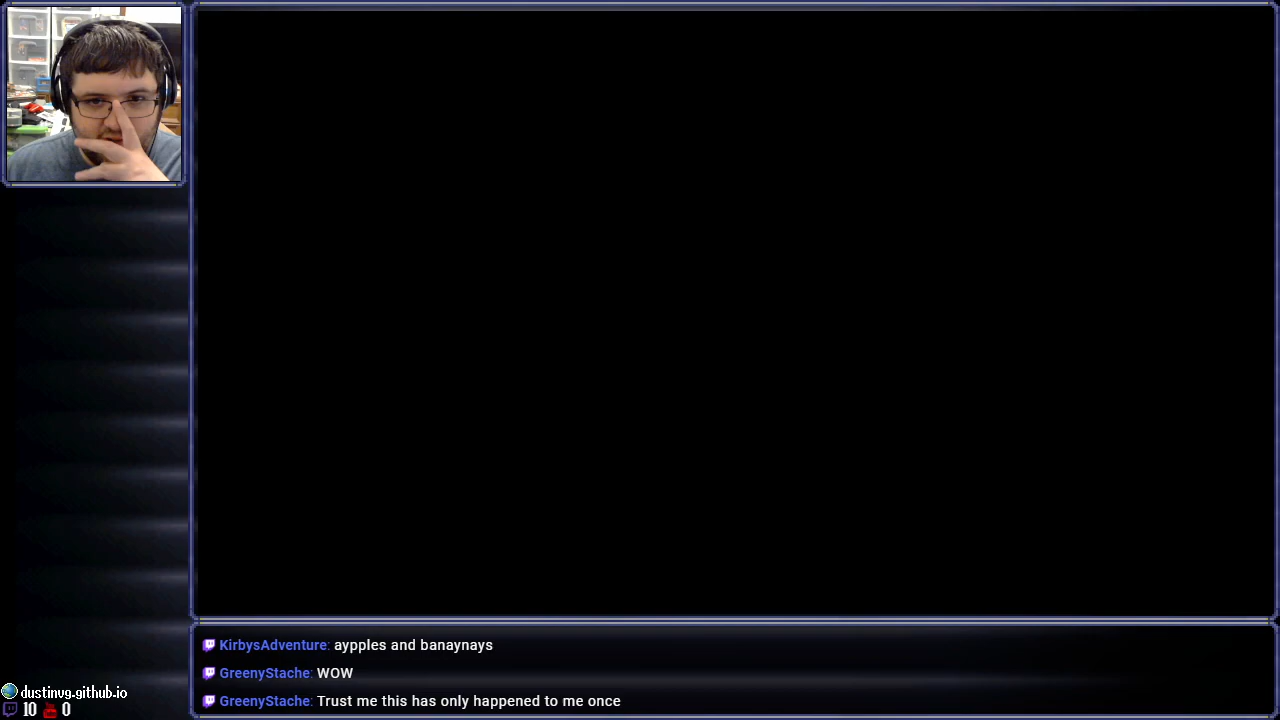 KirbysAdventure: aypples and banaynays
GreenyStache: WOW
GreenyStache: Trust me this has only happened to me once
dustinvg.github.io
10 0